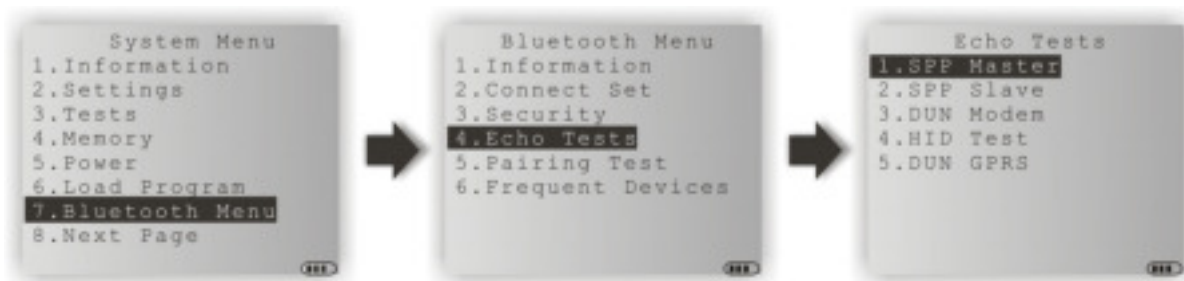 System Menu
1.Information
2.Settings
3.Tests
4.Memory
5.Power
6.Load Program
7.Bluetooth Menu
8.Next Page
Bluetooth Menu
1.Information
2.Connect Set
3.Security
4.Echo Tests
5.Pairing Test
6.Frequent Devices
Echo Tests
1.SPP Master
2.SPP Slave
3.DUN Modem
4.HID Test
5.DUN GPRS